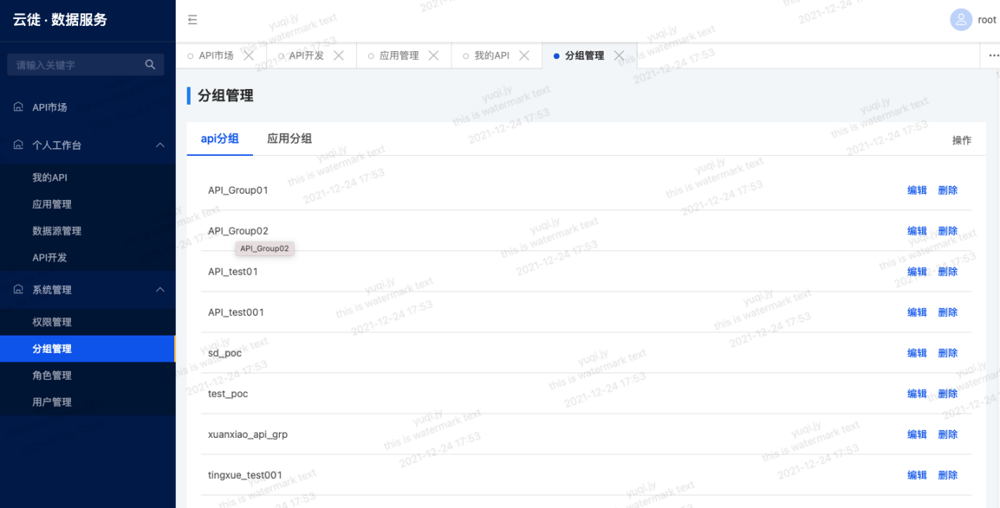 云徙 · 数据服务
root
请输入关键字
API市场
API开发
应用管理
我的API
分组管理
API市场
个人工作台
我的API
应用管理
数据源管理
API开发
系统管理
权限管理
分组管理
角色管理
用户管理
分组管理
api分组
应用分组
操作
API_Group01
编辑 删除
API_Group02
编辑 删除
API_Group02
API_test01
编辑 删除
API_test001
编辑 删除
sd_poc
编辑 删除
test_poc
编辑 删除
xuanxiao_api_grp
编辑 删除
tingxue_test001
编辑 删除
yuqi.jy
this is watermark text
2021-12-24 17:53